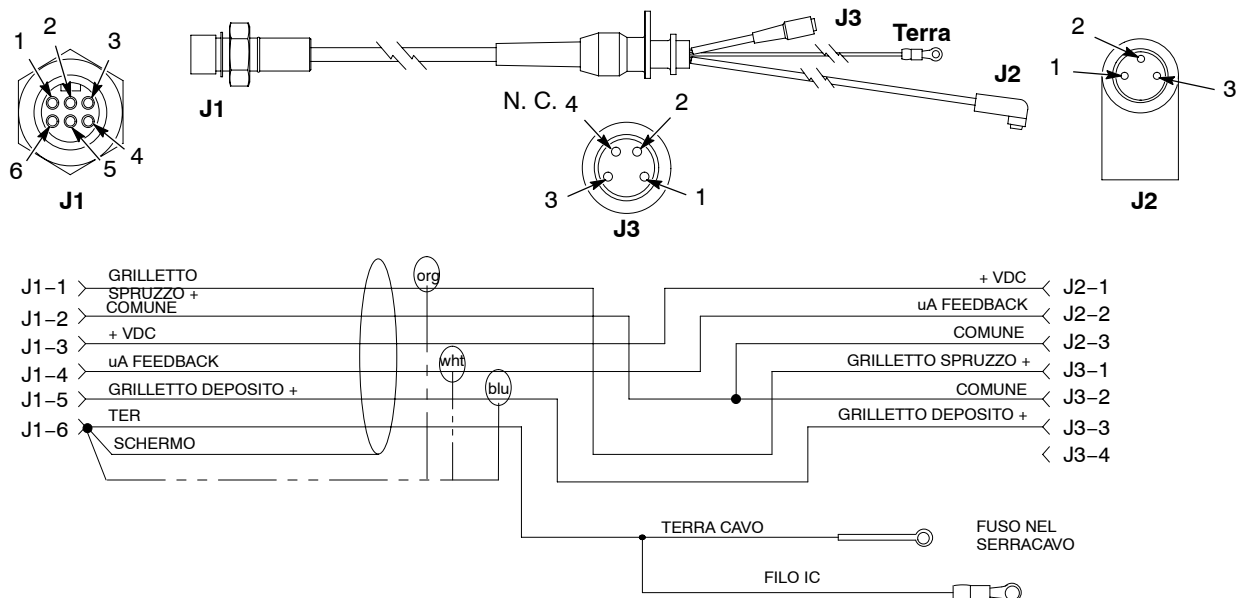 1 2 3
6 5 4
J1
J1
J3
Terra
J2
N. C. 4 2
3 1
J3
2
1 3
J2
J1–1 GRILLETTO SPRUZZO + org + VDC J2–1
J1–2 COMUNE uA FEEDBACK J2–2
J1–3 + VDC COMUNE J2–3
J1–4 uA FEEDBACK wht GRILLETTO SPRUZZO + J3–1
J1–5 GRILLETTO DEPOSITO + blu COMUNE J3–2
J1–6 TER GRILLETTO DEPOSITO + J3–3
SCHERMO J3–4
TERRA CAVO FUSO NEL
SERRACAVO
FILO IC